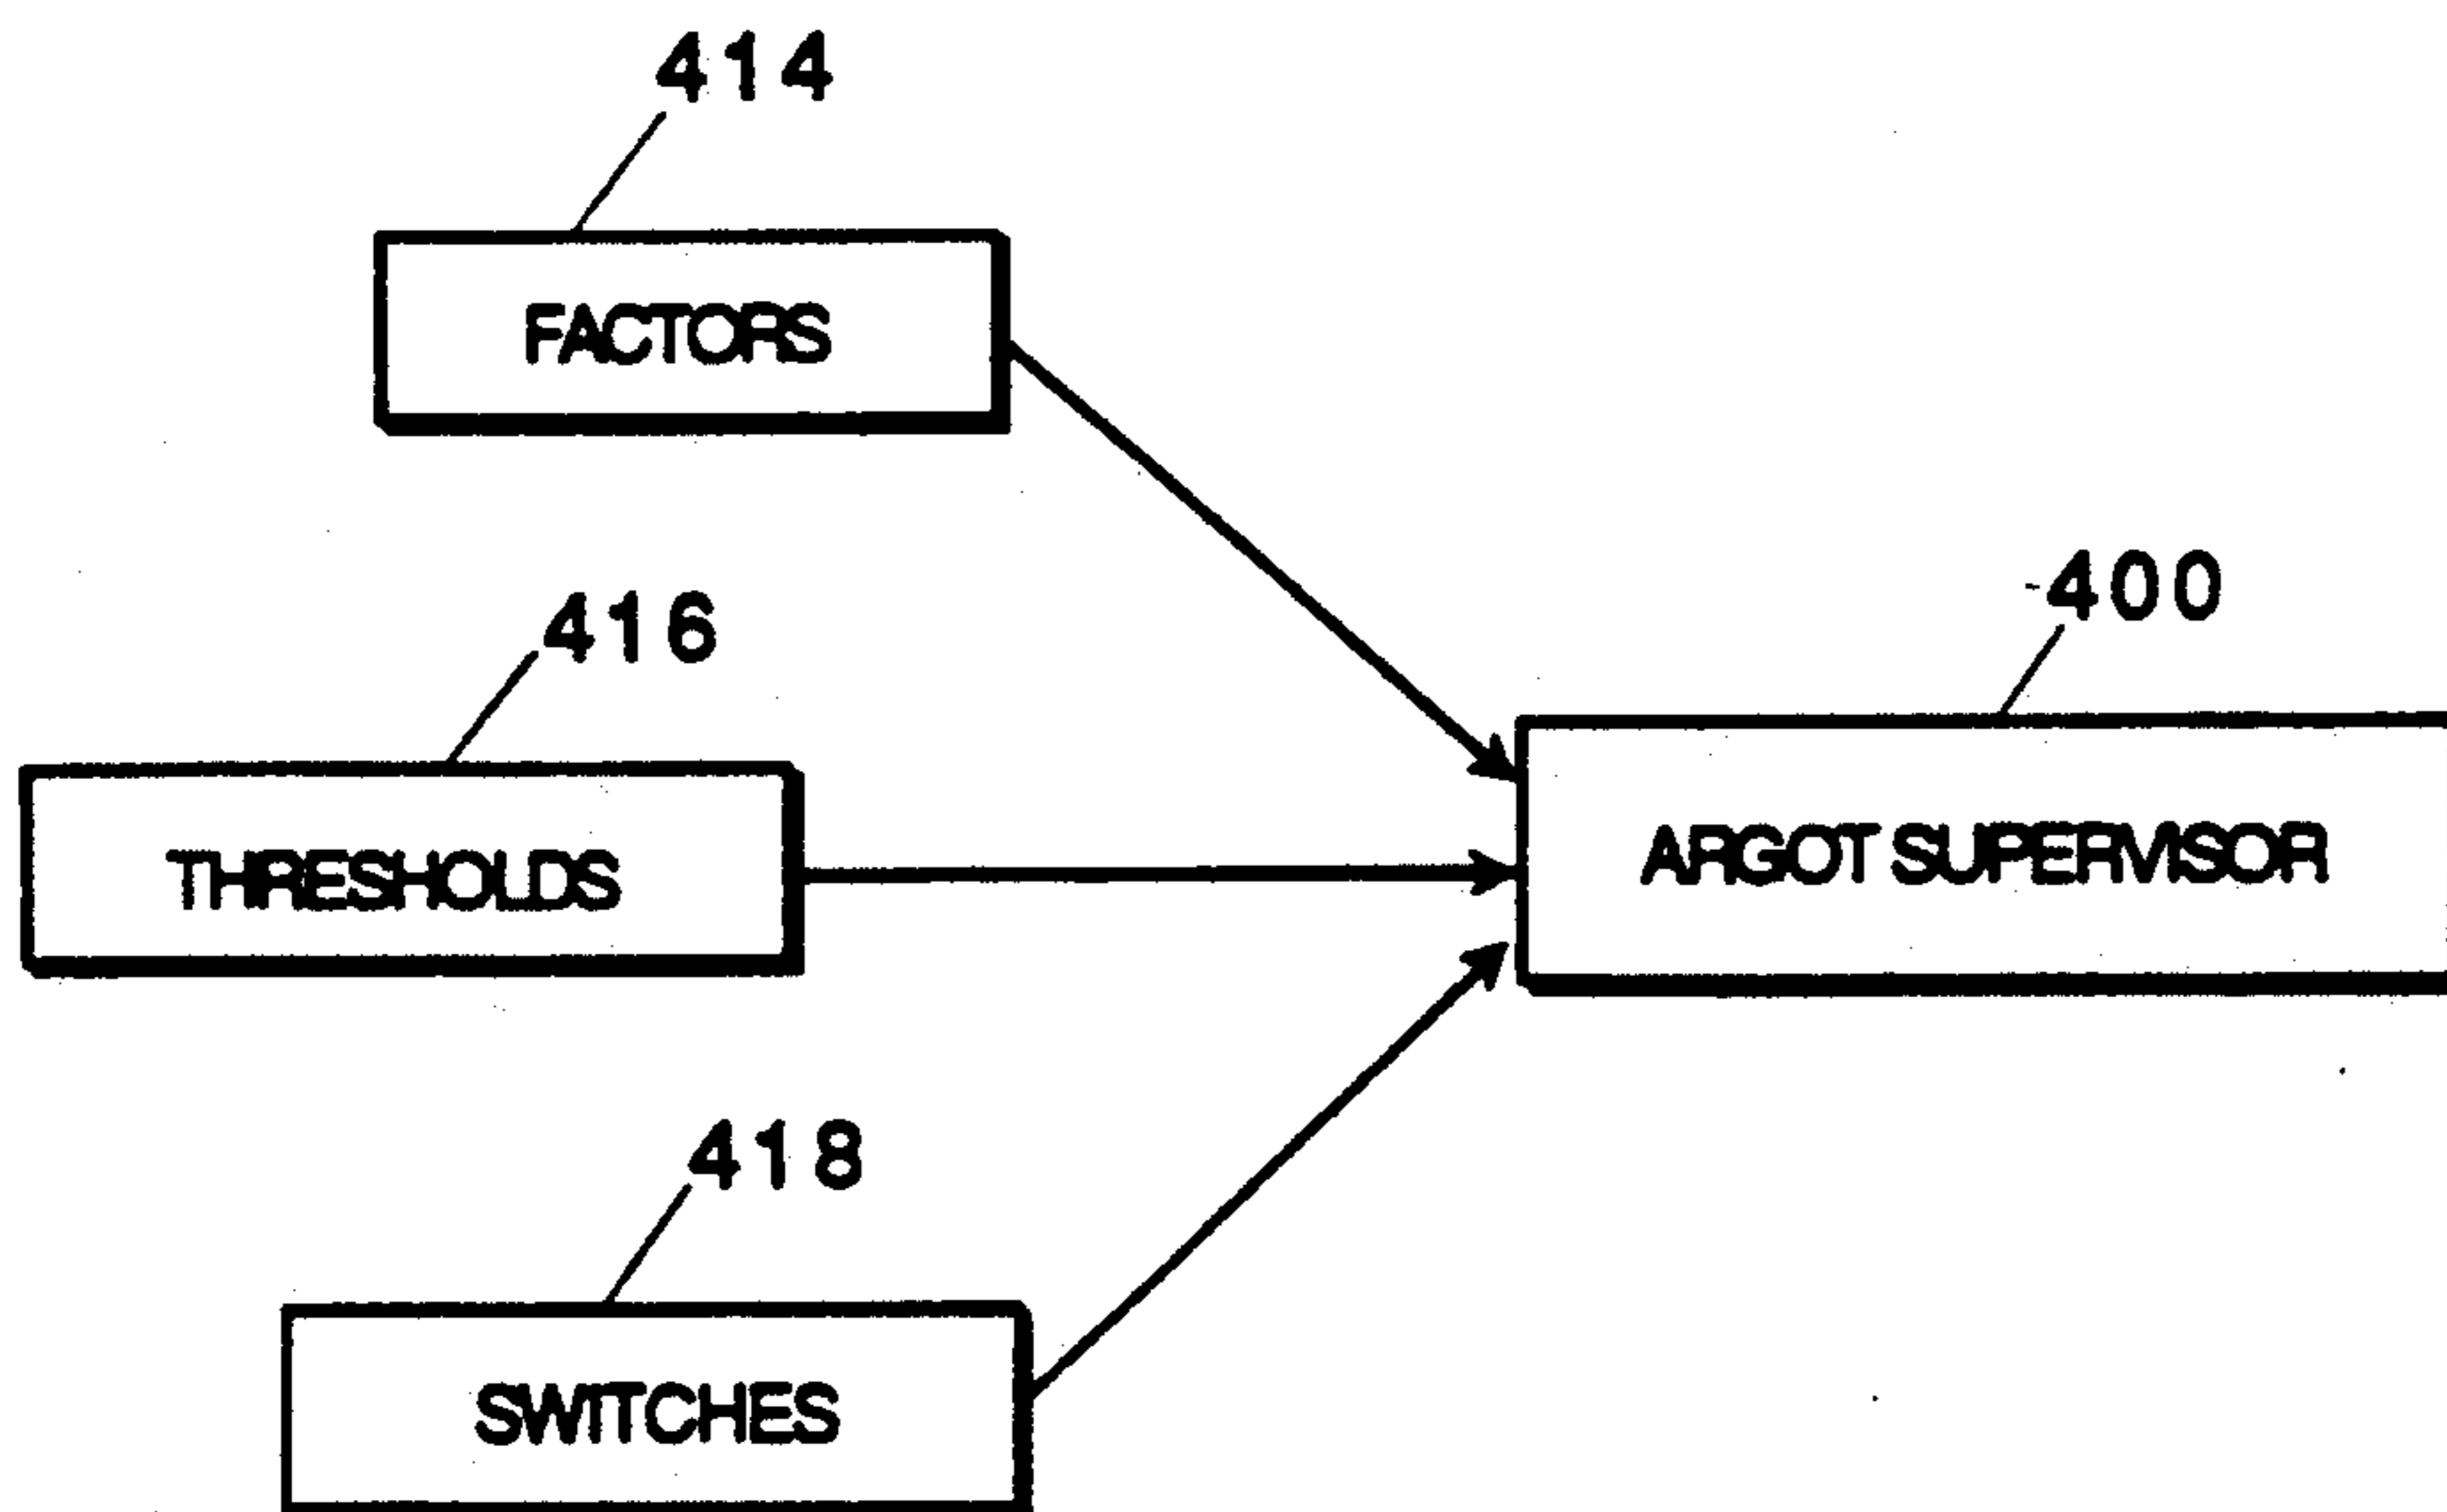 414
FACTORS
416
400
THRESHOLDS
ARGOT SUPERVISOR
418
SWITCHES